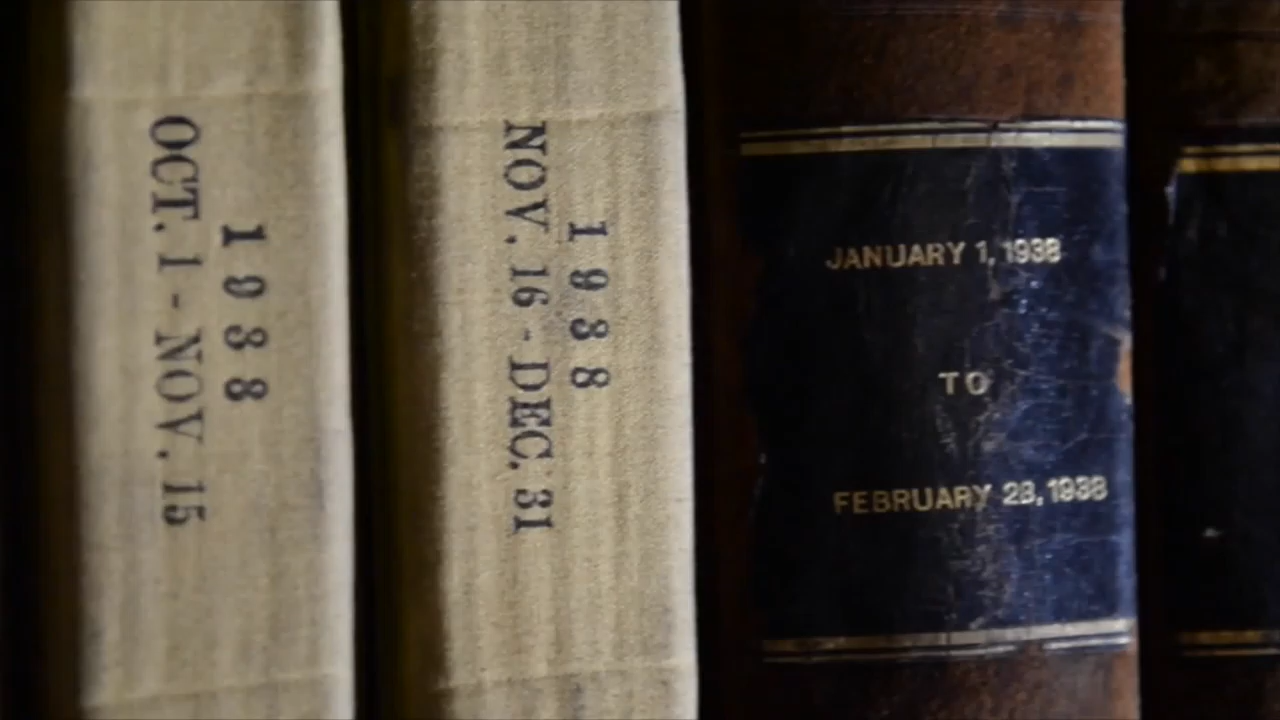 1938
OCT. 1 - NOV. 15
1938
NOV. 16 - DEC. 31
JANUARY 1, 1938
TO
FEBRUARY 28, 1938